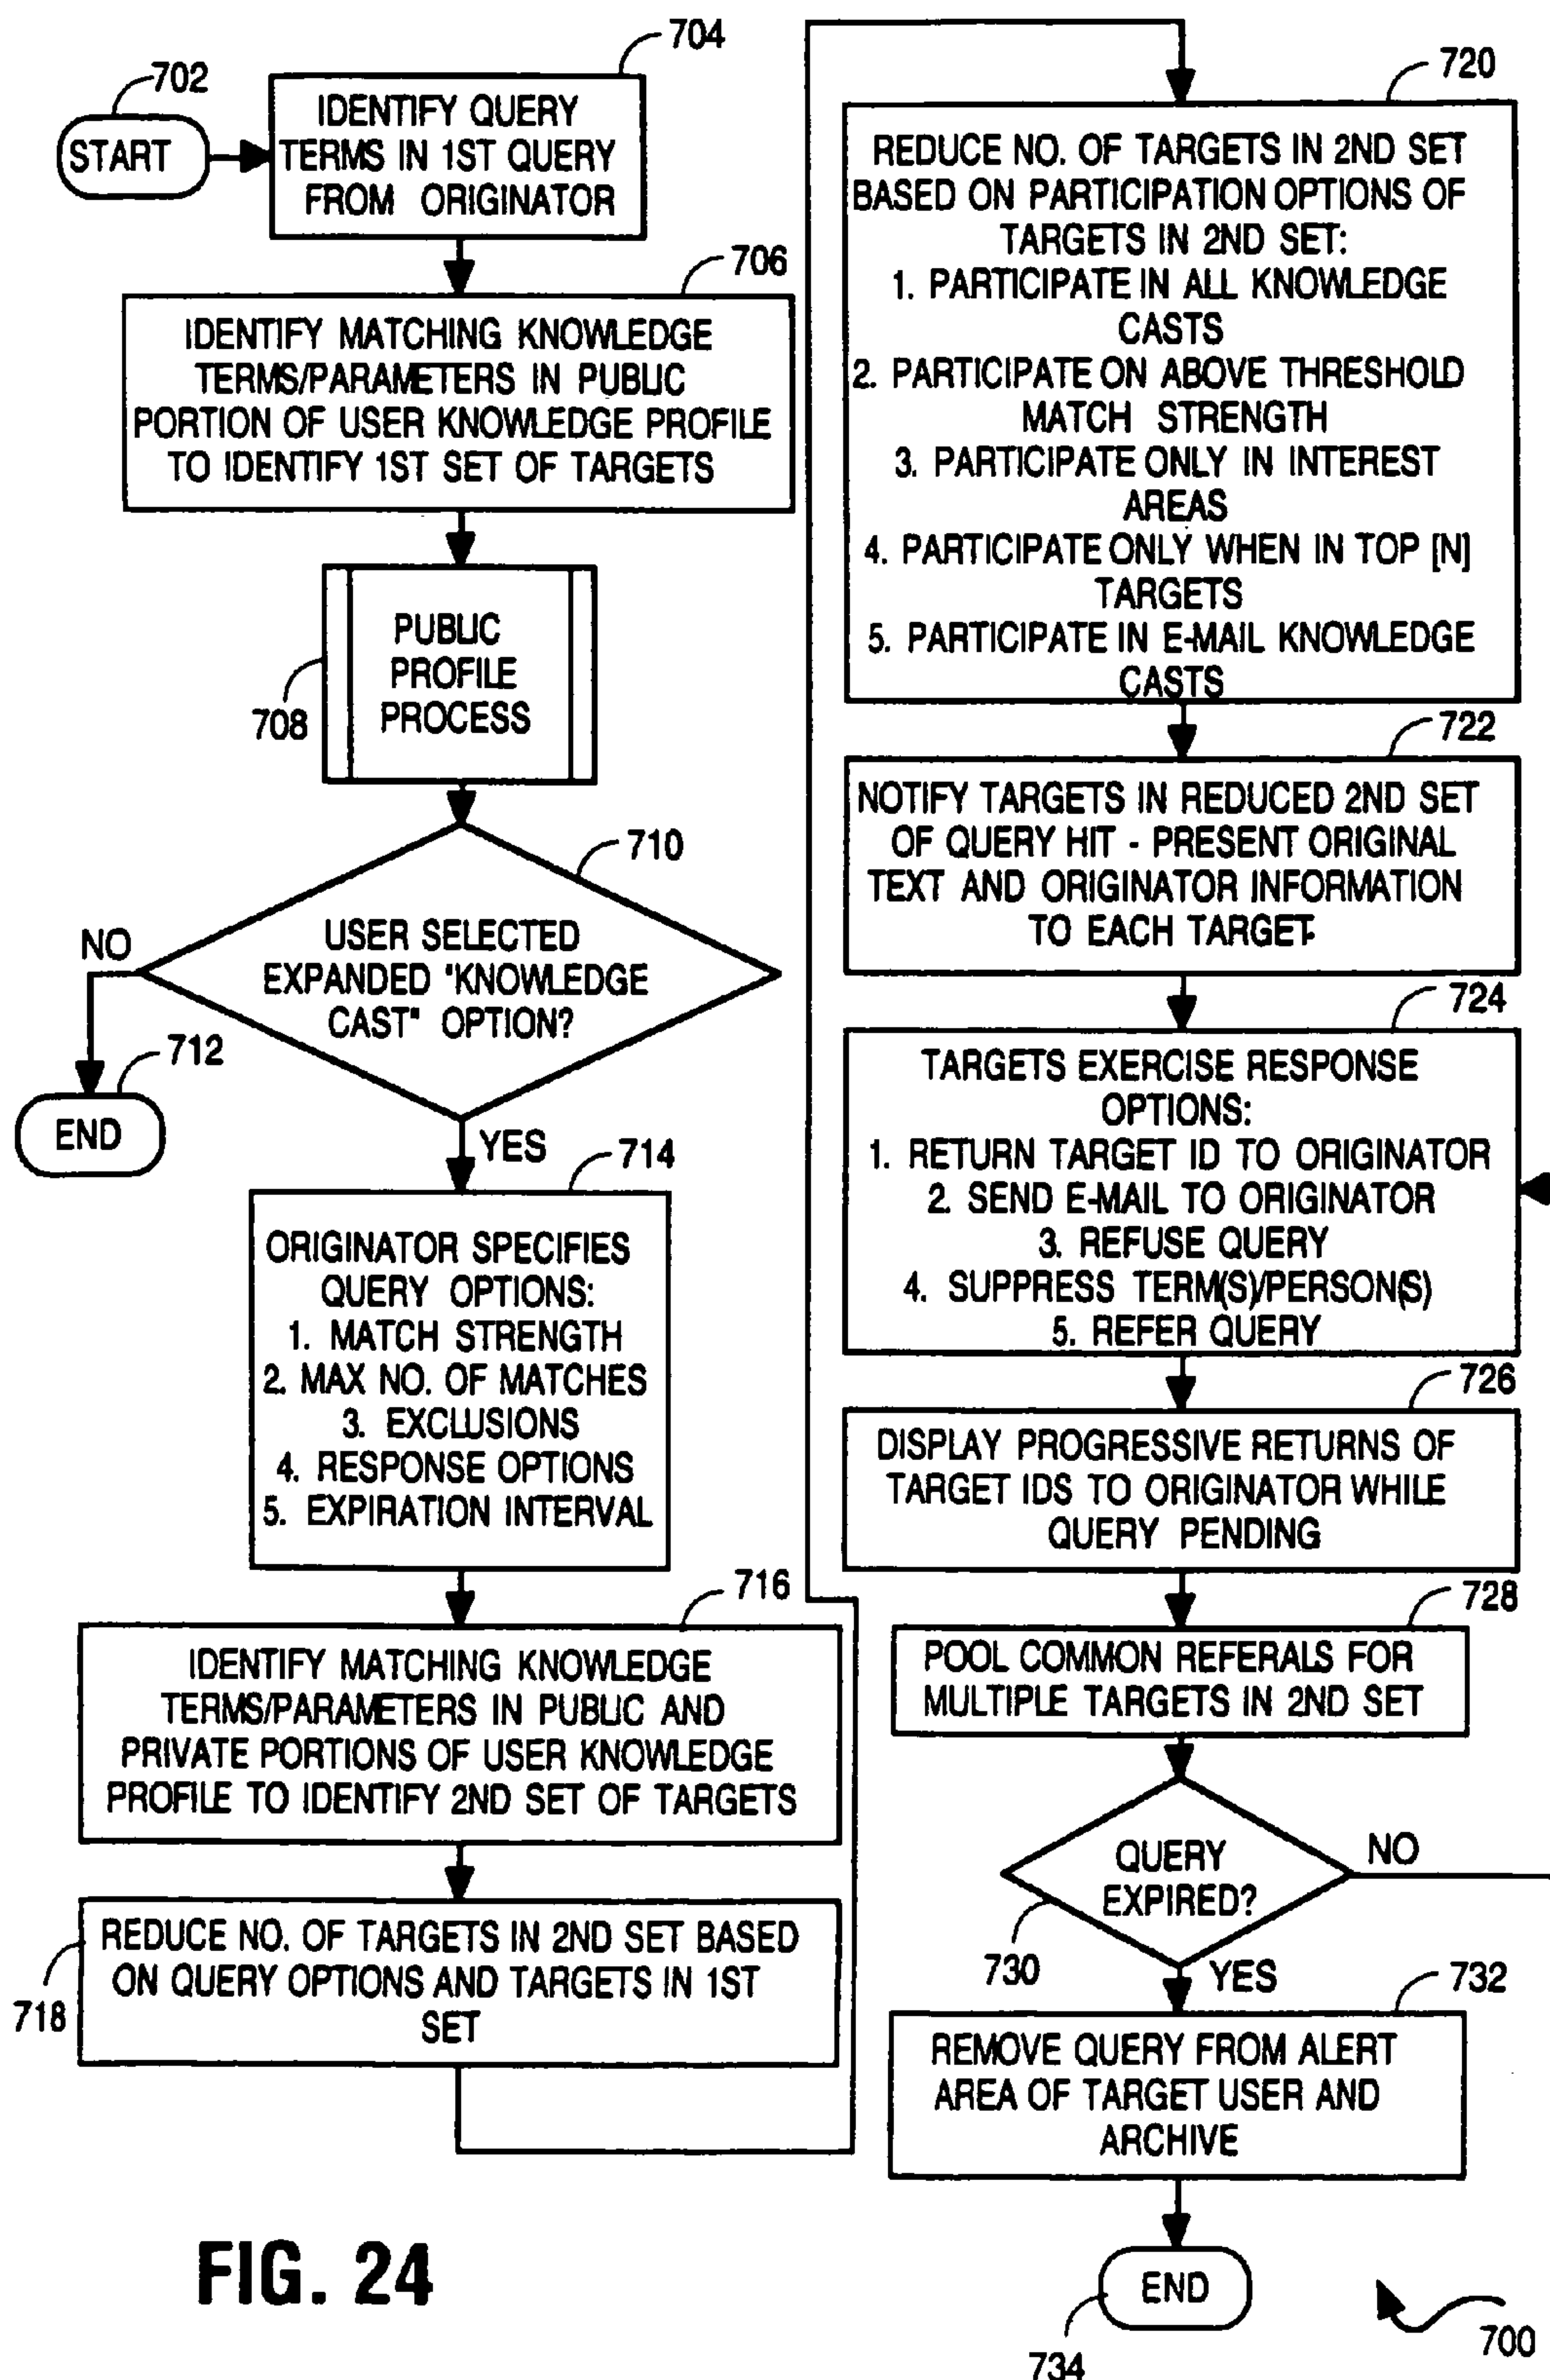 702
START
704
IDENTIFY QUERY
TERMS IN 1ST QUERY
FROM ORIGINATOR
706
IDENTIFY MATCHING KNOWLEDGE
TERMS/PARAMETERS IN PUBLIC
PORTION OF USER KNOWLEDGE PROFILE
TO IDENTIFY 1ST SET OF TARGETS
708
PUBLIC
PROFILE
PROCESS
710
USER SELECTED
EXPANDED "KNOWLEDGE
CAST" OPTION?
NO
712
END
YES
714
ORIGINATOR SPECIFIES
QUERY OPTIONS:
1. MATCH STRENGTH
2. MAX NO. OF MATCHES
3. EXCLUSIONS
4. RESPONSE OPTIONS
5. EXPIRATION INTERVAL
716
IDENTIFY MATCHING KNOWLEDGE
TERMS/PARAMETERS IN PUBLIC AND
PRIVATE PORTIONS OF USER KNOWLEDGE
PROFILE TO IDENTIFY 2ND SET OF TARGETS
718
REDUCE NO. OF TARGETS IN 2ND SET BASED
ON QUERY OPTIONS AND TARGETS IN 1ST
SET
720
REDUCE NO. OF TARGETS IN 2ND SET
BASED ON PARTICIPATION OPTIONS OF
TARGETS IN 2ND SET:
1. PARTICIPATE IN ALL KNOWLEDGE
CASTS
2. PARTICIPATE ON ABOVE THRESHOLD
MATCH STRENGTH
3. PARTICIPATE ONLY IN INTEREST
AREAS
4. PARTICIPATE ONLY WHEN IN TOP [N]
TARGETS
5. PARTICIPATE IN E-MAIL KNOWLEDGE
CASTS
722
NOTIFY TARGETS IN REDUCED 2ND SET
OF QUERY HIT - PRESENT ORIGINAL
TEXT AND ORIGINATOR INFORMATION
TO EACH TARGET.
724
TARGETS EXERCISE RESPONSE
OPTIONS:
1. RETURN TARGET ID TO ORIGINATOR
2. SEND E-MAIL TO ORIGINATOR
3. REFUSE QUERY
4. SUPPRESS TERM(S)/PERSON(S)
5. REFER QUERY
726
DISPLAY PROGRESSIVE RETURNS OF
TARGET IDS TO ORIGINATOR WHILE
QUERY PENDING
728
POOL COMMON REFERALS FOR
MULTIPLE TARGETS IN 2ND SET
QUERY
EXPIRED?
NO
730
YES
732
REMOVE QUERY FROM ALERT
AREA OF TARGET USER AND
ARCHIVE
END
734
700
FIG. 24